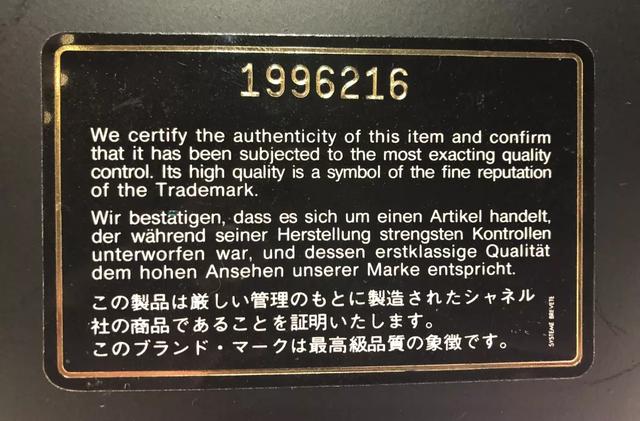 1996216
We certify the authenticity of this item and confirm
that it has been subjected to the most exacting quality
control. Its high quality is a symbol of the fine reputation
of the Trademark.
Wir bestätigen, dass es sich um einen Artikel handelt,
der während seiner Herstellung strengsten Kontrollen
unterworfen war, und dessen erstklassige Qualität
dem hohen Ansehen unserer Marke entspricht.
この製品は厳しい管理のもとに製造されたシャネル
社の商品であることを証明いたします。
このブランド・マークは最高級品質の象徴です。
SYSTEME BREVETE